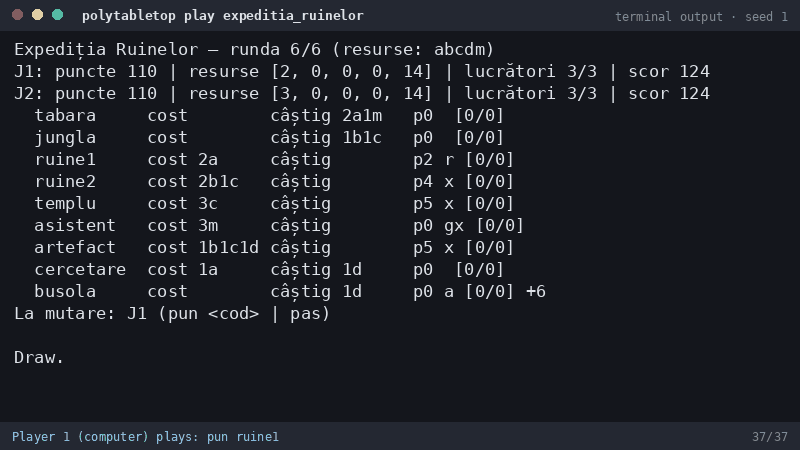 polytabletop play expeditia_ruinelor
terminal output · seed 1
Expediția Ruinelor — runda 6/6 (resurse: abcdm)
J1: puncte 110 | resurse [2, 0, 0, 0, 14] | lucrători 3/3 | scor 124
J2: puncte 110 | resurse [3, 0, 0, 0, 14] | lucrători 3/3 | scor 124
tabara cost câștig 2a1m p0 [0/0]
jungla cost câștig 1b1c p0 [0/0]
ruine1 cost 2a câștig p2 r [0/0]
ruine2 cost 2b1c câștig p4 x [0/0]
templu cost 3c câștig p5 x [0/0]
asistent cost 3m câștig p0 gx [0/0]
artefact cost 1b1c1d câștig p5 x [0/0]
cercetare cost 1a câștig 1d p0 [0/0]
busola cost câștig 1d p0 a [0/0] +6
La mutare: J1 (pun <cod> | pas)
Draw.
Player 1 (computer) plays: pun ruine1
37/37